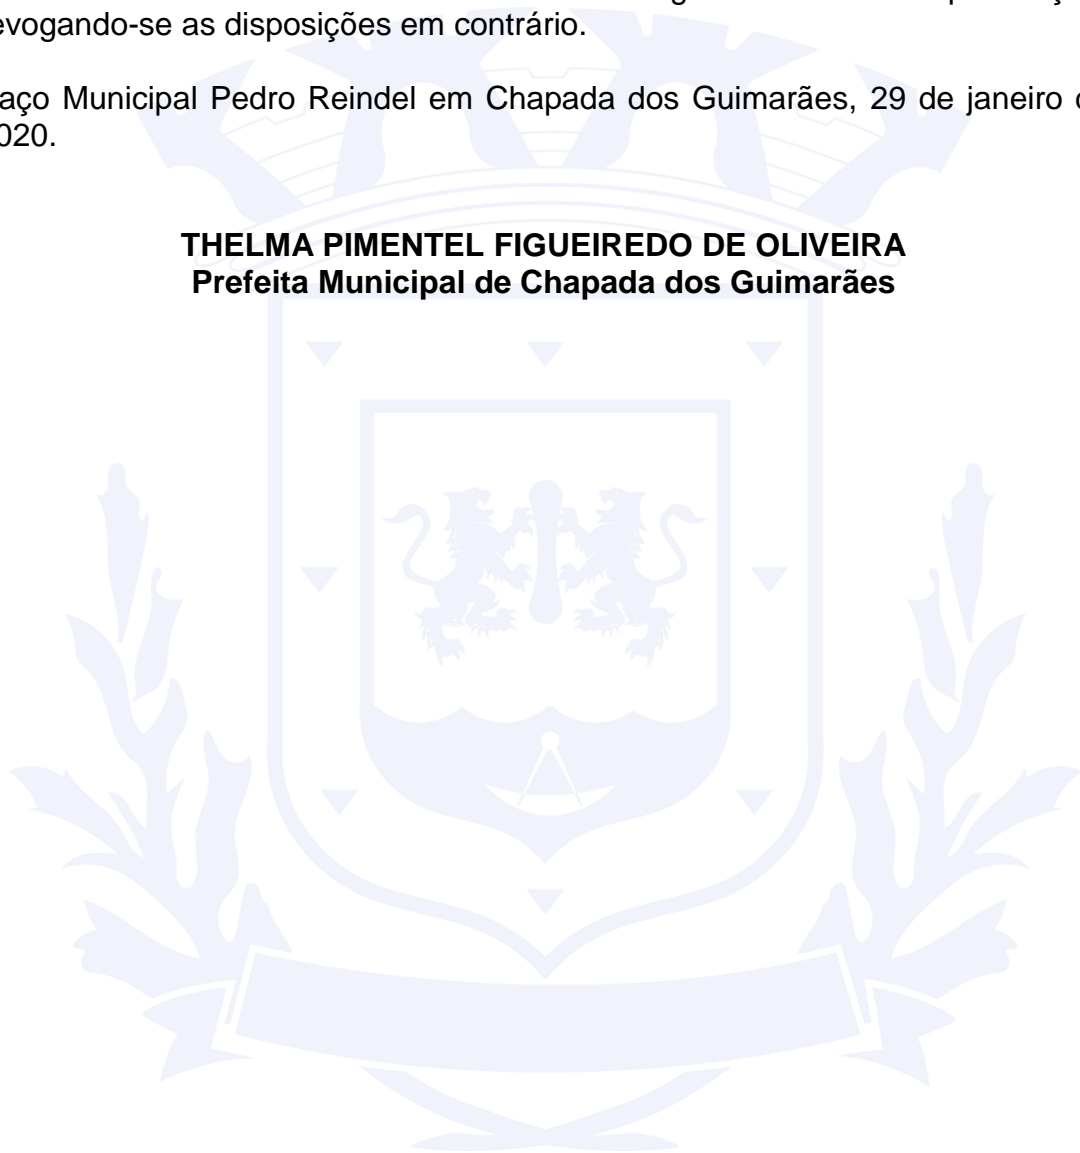 evogando-se as disposições em contrário.
aço Municipal Pedro Reindel em Chapada dos Guimarães, 29 de janeiro
020.
THELMA PIMENTEL FIGUEIREDO DE OLIVEIRA
Prefeita Municipal de Chapada dos Guimarães